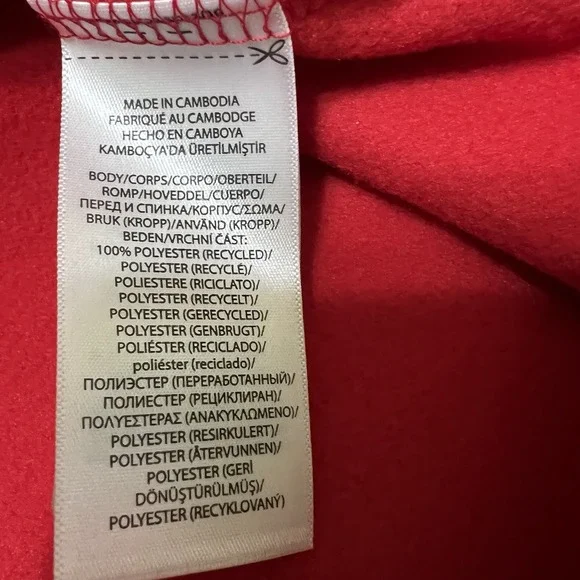 MADE IN CAMBODIA
FABRIQUÉ AU CAMBODGE
HECHO EN CAMBOYA
KAMBOÇYA'DA ÜRETİLMİŞTİR
BODY/CORPS/CORPO/OBERTEIL/
ROMP/HOVEDDEL/CUERPO/
ПЕРЕД И СПИНКА/КОРПУС/ΣΩΜΑ/
BRUK (KROPP)/ANVÄND (KROPP)/
BEDEN/VRCHNÍ ČÁST:
100% POLYESTER (RECYCLED)/
POLYESTER (RECYCLÉ)/
POLIESTERE (RICICLATO)/
POLYESTER (RECYCELT)/
POLYESTER (GERECYCLED)/
POLYESTER (GENBRUGT)/
POLIÉSTER (RECICLADO)/
poliéster (reciclado)/
ПОЛИЭСТЕР (ПЕРЕРАБОТАННЫЙ)/
ПОЛИЕСТЕР (РЕЦИКЛИРАН)/
ΠΟΛΥΕΣΤΕΡΑΣ (ΑΝΑΚΥΚΛΩΜΕΝΟ)/
POLYESTER (RESIRKULERT)/
POLYESTER (ÅTERVUNNEN)/
POLYESTER (GERİ
DÖNÜŞTÜRÜLMÜŞ)/
POLYESTER (RECYKLOVANÝ)